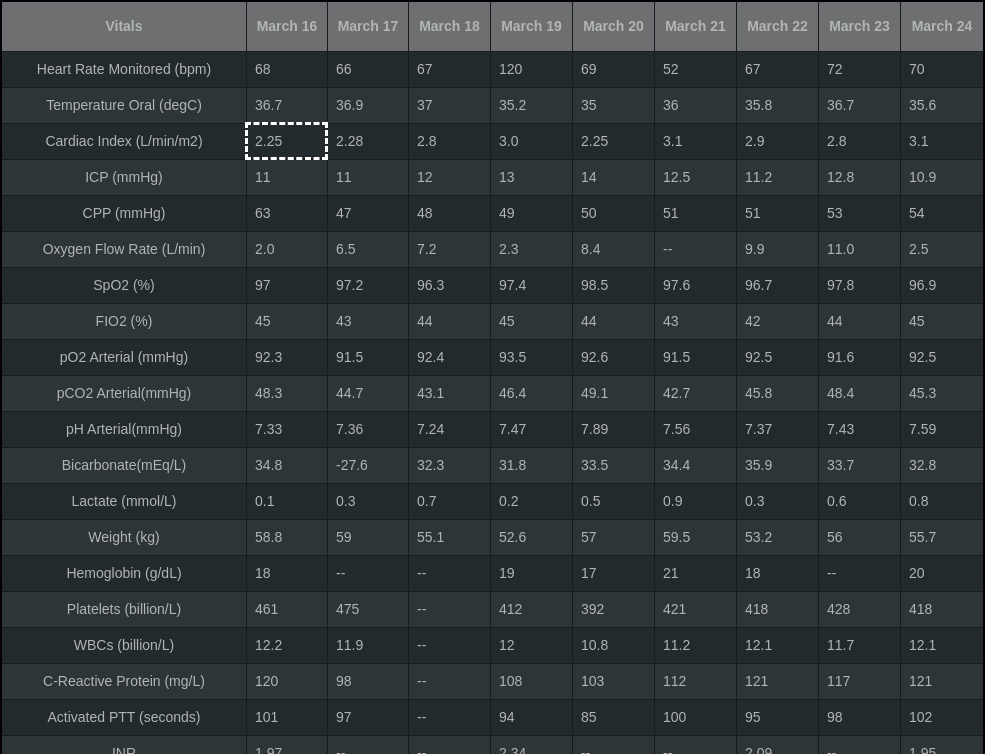 Vitals March 16 March 17 March 18 March 19 March 20 March 21 March 22 March 23 March 24
Heart Rate Monitored (bpm) 68 66 67 120 69 52 67 72 70
Temperature Oral (degC) 36.7 36.9 37 35.2 35 36 35.8 36.7 35.6
Cardiac Index (L/min/m2) 2.25 2.28 2.8 3.0 2.25 3.1 2.9 2.8 3.1
ICP (mmHg) 11 11 12 13 14 12.5 11.2 12.8 10.9
CPP (mmHg) 63 47 48 49 50 51 51 53 54
Oxygen Flow Rate (L/min) 2.0 6.5 7.2 2.3 8.4 -- 9.9 11.0 2.5
SpO2 (%) 97 97.2 96.3 97.4 98.5 97.6 96.7 97.8 96.9
FIO2 (%) 45 43 44 45 44 43 42 44 45
pO2 Arterial (mmHg) 92.3 91.5 92.4 93.5 92.6 91.5 92.5 91.6 92.5
pCO2 Arterial(mmHg) 48.3 44.7 43.1 46.4 49.1 42.7 45.8 48.4 45.3
pH Arterial(mmHg) 7.33 7.36 7.24 7.47 7.89 7.56 7.37 7.43 7.59
Bicarbonate(mEq/L) 34.8 -27.6 32.3 31.8 33.5 34.4 35.9 33.7 32.8
Lactate (mmol/L) 0.1 0.3 0.7 0.2 0.5 0.9 0.3 0.6 0.8
Weight (kg) 58.8 59 55.1 52.6 57 59.5 53.2 56 55.7
Hemoglobin (g/dL) 18 -- -- 19 17 21 18 -- 20
Platelets (billion/L) 461 475 -- 412 392 421 418 428 418
WBCs (billion/L) 12.2 11.9 -- 12 10.8 11.2 12.1 11.7 12.1
C-Reactive Protein (mg/L) 120 98 -- 108 103 112 121 117 121
Activated PTT (seconds) 101 97 -- 94 85 100 95 98 102
INR 1.97 -- -- 2.34 -- -- 2.09 -- 1.95